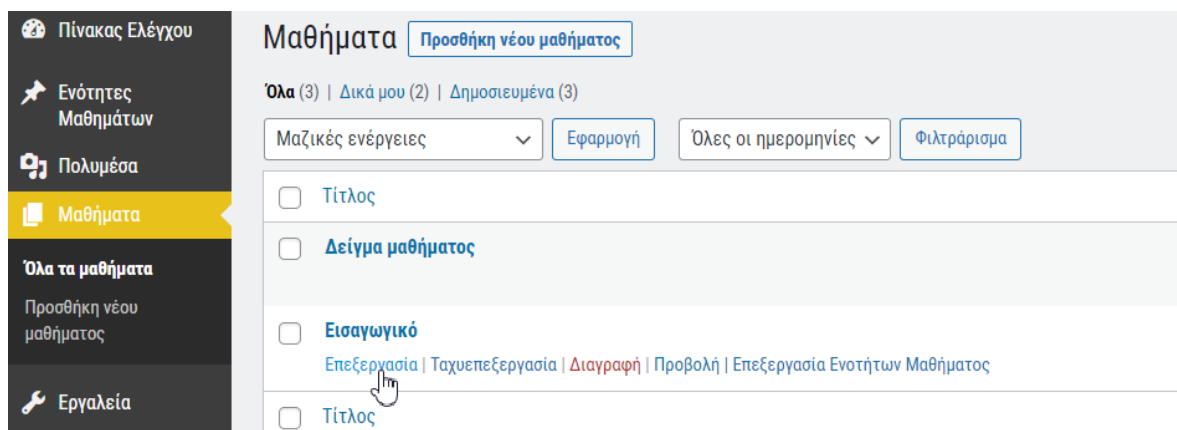 Πίνακας Ελέγχου
Ενότητες
Μαθημάτων
Πολυμέσα
Μαθήματα
Όλα τα μαθήματα
Προσθήκη νέου
μαθήματος
Εργαλεία
Μαθήματα Προσθήκη νέου μαθήματος
Όλα (3) | Δικά μου (2) | Δημοσιευμένα (3)
Μαζικές ενέργειες Εφαρμογή Όλες οι ημερομηνίες Φιλτράρισμα
Τίτλος
Δείγμα μαθήματος
Εισαγωγικό
Επεξεργασία | Ταχυεπεξεργασία | Διαγραφή | Προβολή | Επεξεργασία Ενοτήτων Μαθήματος
Τίτλος